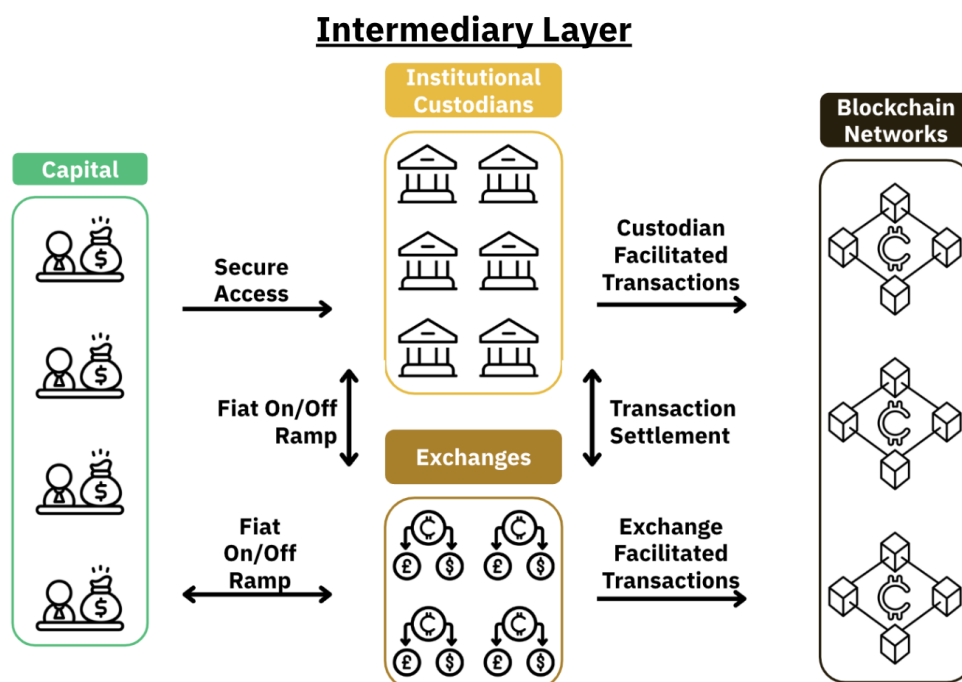 Intermediary Layer
Institutional
Custodians
Blockchain
Networks
Capital
Secure
Access
Custodian
Facilitated
Transactions
Fiat On/Off
Ramp
Transaction
Settlement
Exchanges
Fiat
On/Off
Ramp
Exchange
Facilitated
Transactions
$
$
$
$
£ $
£ $
£ $
£ $